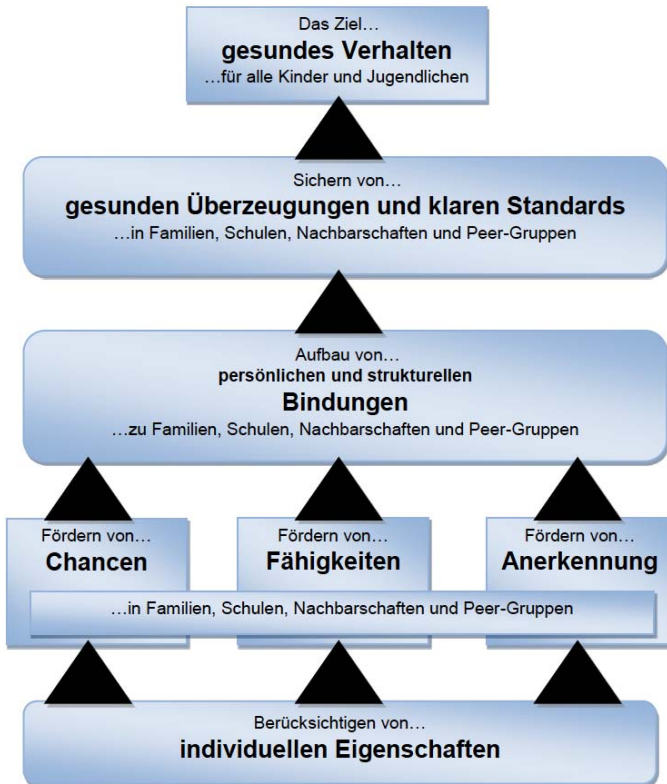 Das Ziel…
gesundes Verhalten
…für alle Kinder und Jugendlichen
Sichern von…
gesunden Überzeugungen und klaren Standards
…in Familien, Schulen, Nachbarschaften und Peer-Gruppen
Aufbau von…
persönlichen und strukturellen
Bindungen
…zu Familien, Schulen, Nachbarschaften und Peer-Gruppen
Fördern von…
Chancen
Fördern von…
Fähigkeiten
Fördern von…
Anerkennung
…in Familien, Schulen, Nachbarschaften und Peer-Gruppen
Berücksichtigen von…
individuellen Eigenschaften